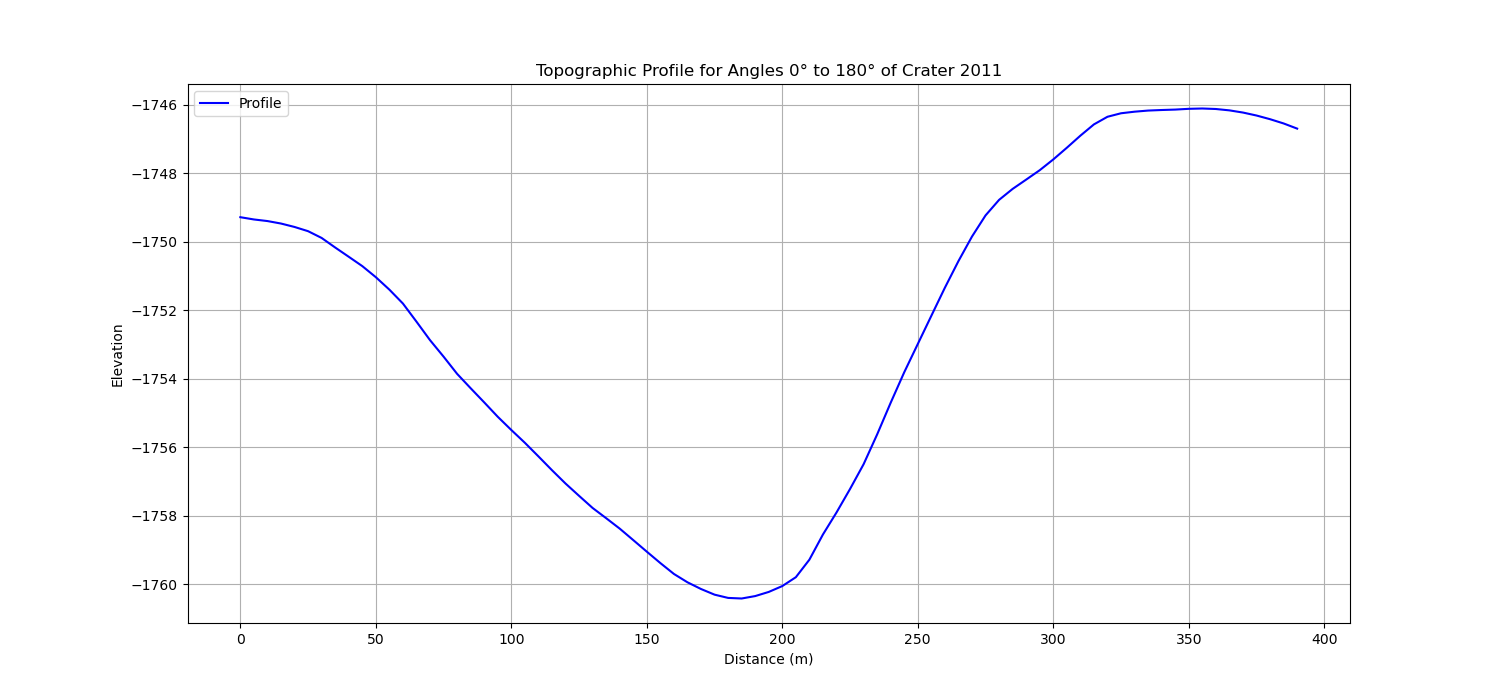 Topographic Profile for Angles 0° to 180° of Crater 2011
Profile
−1746
−1748
−1750
−1752
−1754
−1756
−1758
−1760
Elevation
0 50 100 150 200 250 300 350 400
Distance (m)